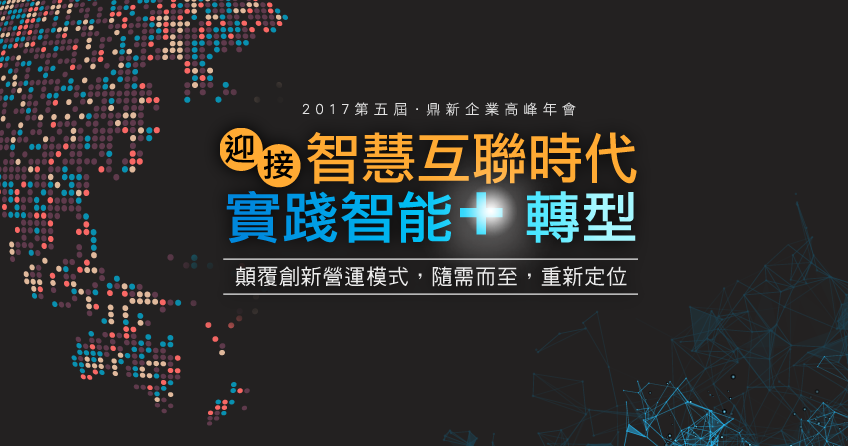 2017第五屆·鼎新企業高峰年會
迎接智慧互聯時代
實踐智能+轉型
顛覆創新營運模式，隨需而至，重新定位